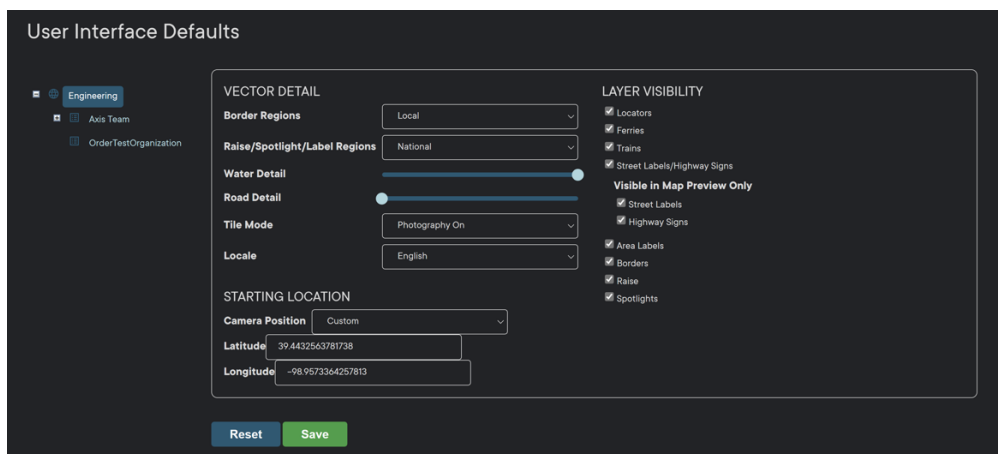 User Interface Defaults
Engineering
Axis Team
OrderTestOrganization
VECTOR DETAIL
Border Regions
Local
Raise/Spotlight/Label Regions
National
Water Detail
Road Detail
Tile Mode
Photography On
Locale
English
STARTING LOCATION
Camera Position
Custom
Latitude
39.4432563781738
Longitude
-98.9573364257813
LAYER VISIBILITY
Locators
Ferries
Trains
Street Labels/Highway Signs
Visible in Map Preview Only
Street Labels
Highway Signs
Area Labels
Borders
Raise
Spotlights
Reset
Save